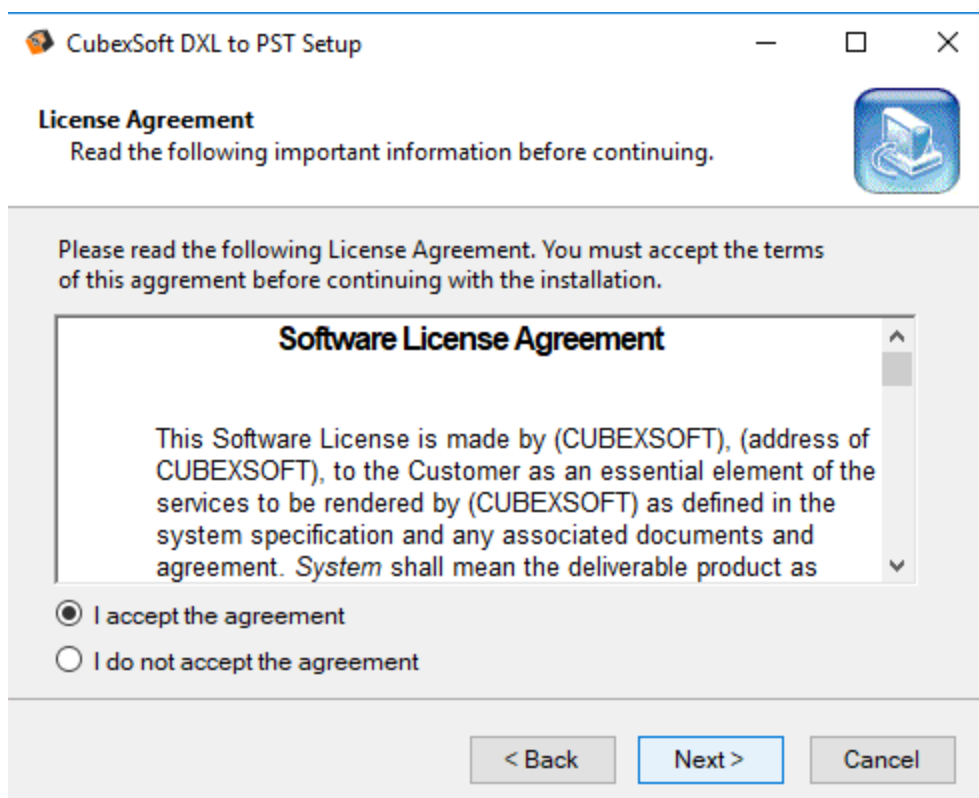 CubexSoft DXL to PST Setup
License Agreement
Read the following important information before continuing.
Please read the following License Agreement. You must accept the terms
of this aggrement before continuing with the installation.
Software License Agreement
This Software License is made by (CUBEXSOFT), (address of
CUBEXSOFT), to the Customer as an essential element of the
services to be rendered by (CUBEXSOFT) as defined in the
system specification and any associated documents and
agreement. System shall mean the deliverable product as
I accept the agreement
I do not accept the agreement
< Back Next > Cancel